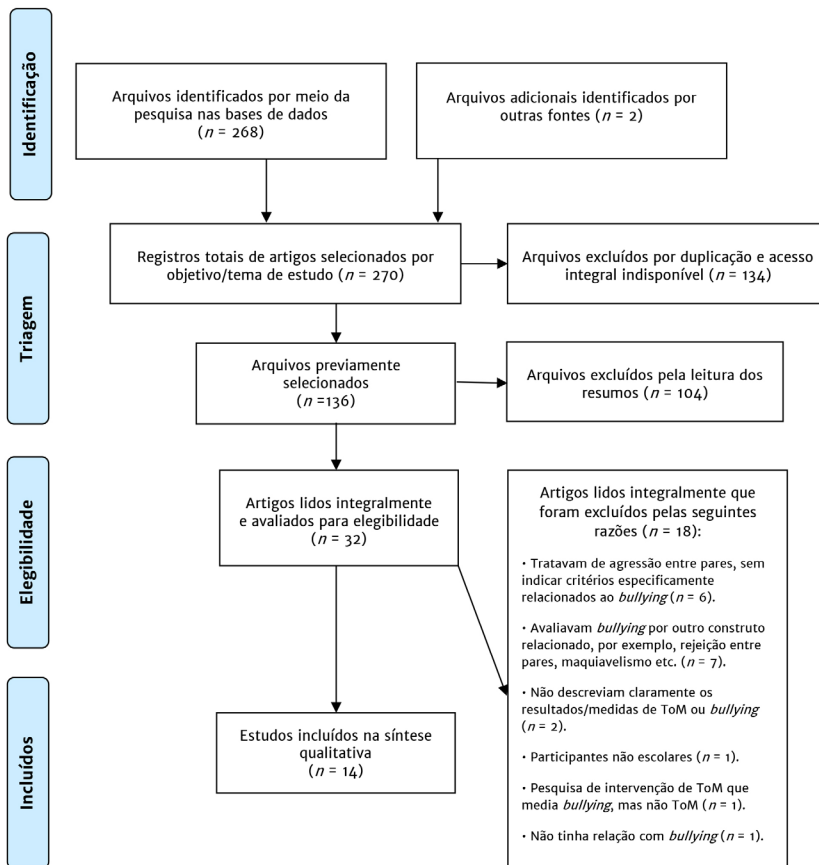 Identificação
Arquivos identificados por meio da
pesquisa nas bases de dados
(n = 268)
Arquivos adicionais identificados por
outras fontes (n = 2)
Triagem
Registros totais de artigos selecionados por
objetivo/tema de estudo (n = 270)
Arquivos excluídos por duplicação e acesso
integral indisponível (n = 134)
Arquivos previamente
selecionados
(n =136)
Arquivos excluídos pela leitura dos
resumos (n = 104)
Elegibilidade
Artigos lidos integralmente
e avaliados para elegibilidade
(n = 32)
Artigos lidos integralmente que
foram excluídos pelas seguintes
razões (n = 18):
• Tratavam de agressão entre pares, sem
indicar critérios especificamente
relacionados ao bullying (n = 6).
• Avaliavam bullying por outro construto
relacionado, por exemplo, rejeição entre
pares, maquiavelismo etc. (n = 7).
• Não descreviam claramente os
resultados/medidas de ToM ou bullying
(n = 2).
• Participantes não escolares (n = 1).
• Pesquisa de intervenção de ToM que
media bullying, mas não ToM (n = 1).
• Não tinha relação com bullying (n = 1).
Incluídos
Estudos incluídos na síntese
qualitativa
(n = 14)